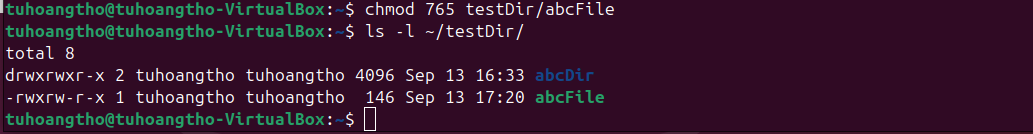 tuhoangtho@tuhoangtho-VirtualBox:~$ chmod 765 testDir/abcFile
tuhoangtho@tuhoangtho-VirtualBox:~$ ls -l ~/testDir/
total 8
drwxrwxr-x 2 tuhoangtho tuhoangtho 4096 Sep 13 16:33 abcDir
-rwxrw-r-x 1 tuhoangtho tuhoangtho  146 Sep 13 17:20 abcFile
tuhoangtho@tuhoangtho-VirtualBox:~$